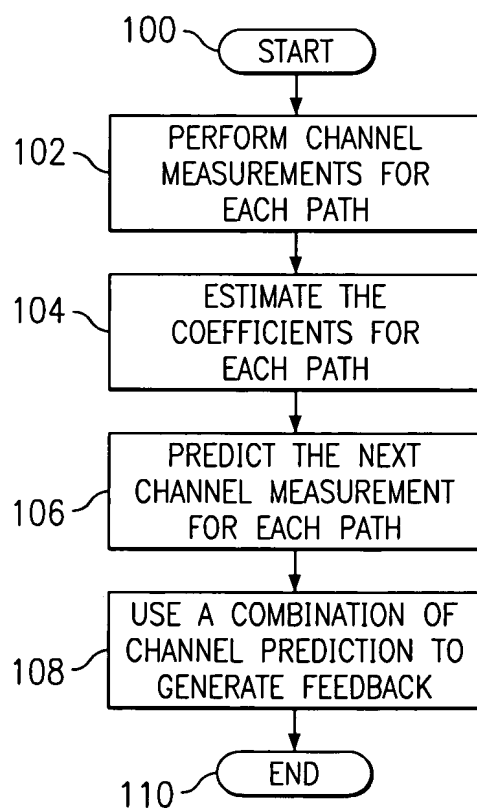 100
START
102
PERFORM CHANNEL
MEASUREMENTS FOR
EACH PATH
104
ESTIMATE THE
COEFFICIENTS FOR
EACH PATH
106
PREDICT THE NEXT
CHANNEL MEASUREMENT
FOR EACH PATH
108
USE A COMBINATION OF
CHANNEL PREDICTION TO
GENERATE FEEDBACK
110
END